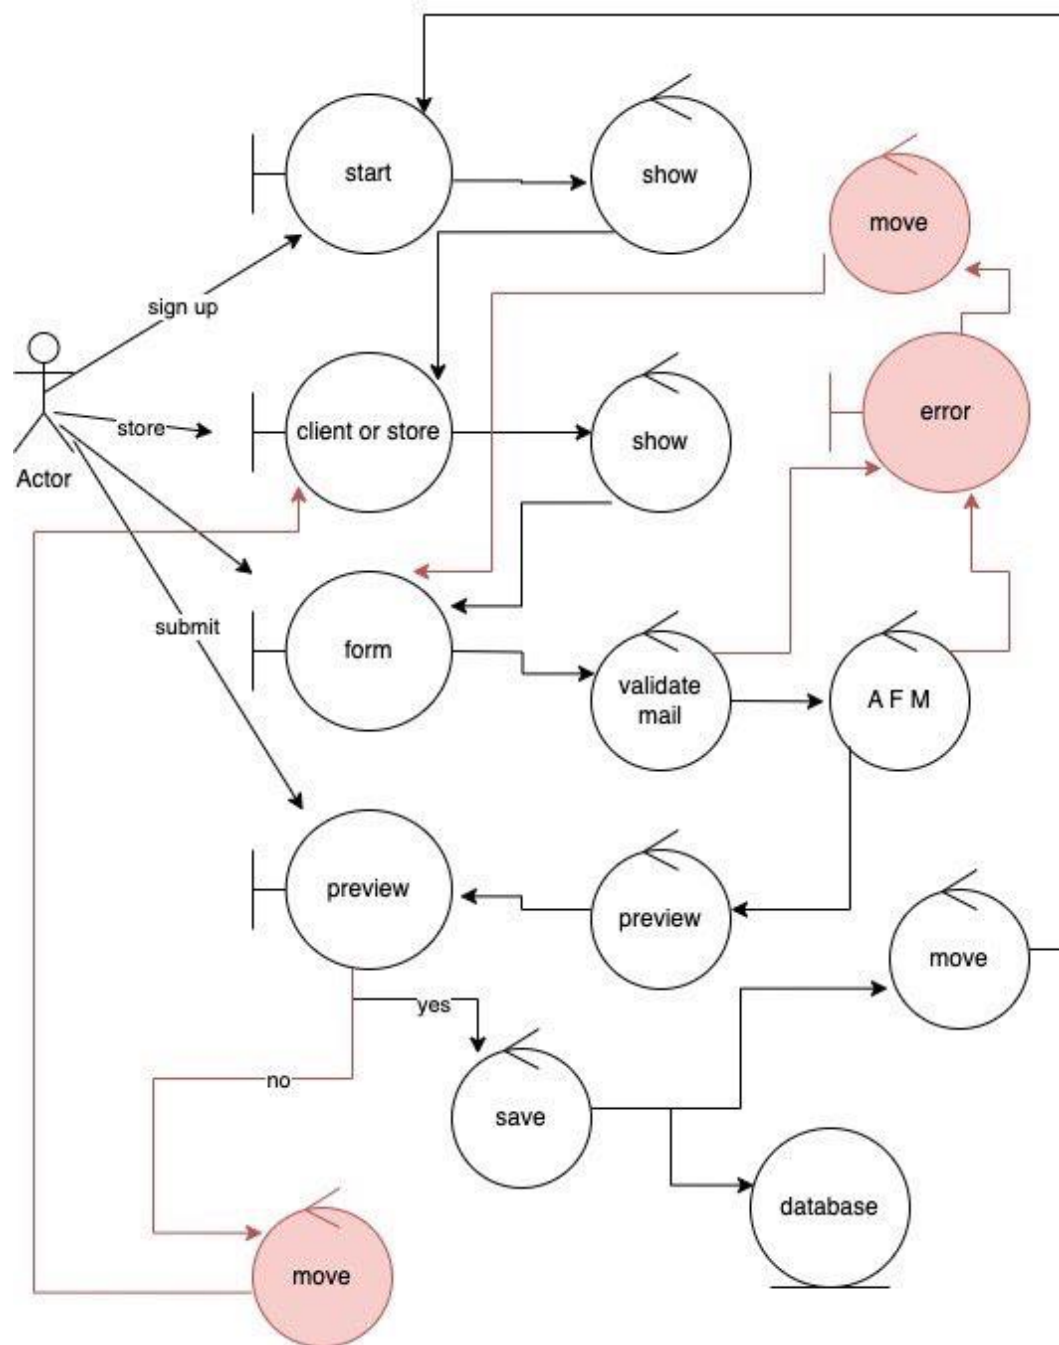 start
show
move
sign up
client or store
show
error
store
Actor
submit
form
validate
mail
A F M
preview
preview
move
yes
no
save
database
move